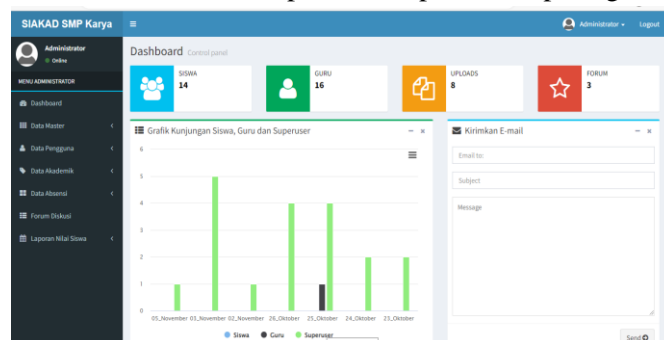 SIAKAD SMP Karya
Administrator
Logout
Administrator
Online
MENU ADMINISTRATOR
Dashboard
Data Master
Data Pengguna
Data Akademik
Data Absensi
Forum Diskusi
Laporan Nilai Siswa
Dashboard Control panel
SISWA
14
GURU
16
UPLOADS
8
FORUM
3
Grafik Kunjungan Siswa, Guru dan Superuser
6
5
4
3
2
1
0
03_November 03_November 02_November 26_Oktober 25_Oktober 24_Oktober 23_Oktober
Siswa Guru Superuser
Kirimkan E-mail
Email to:
Subject
Message
Send